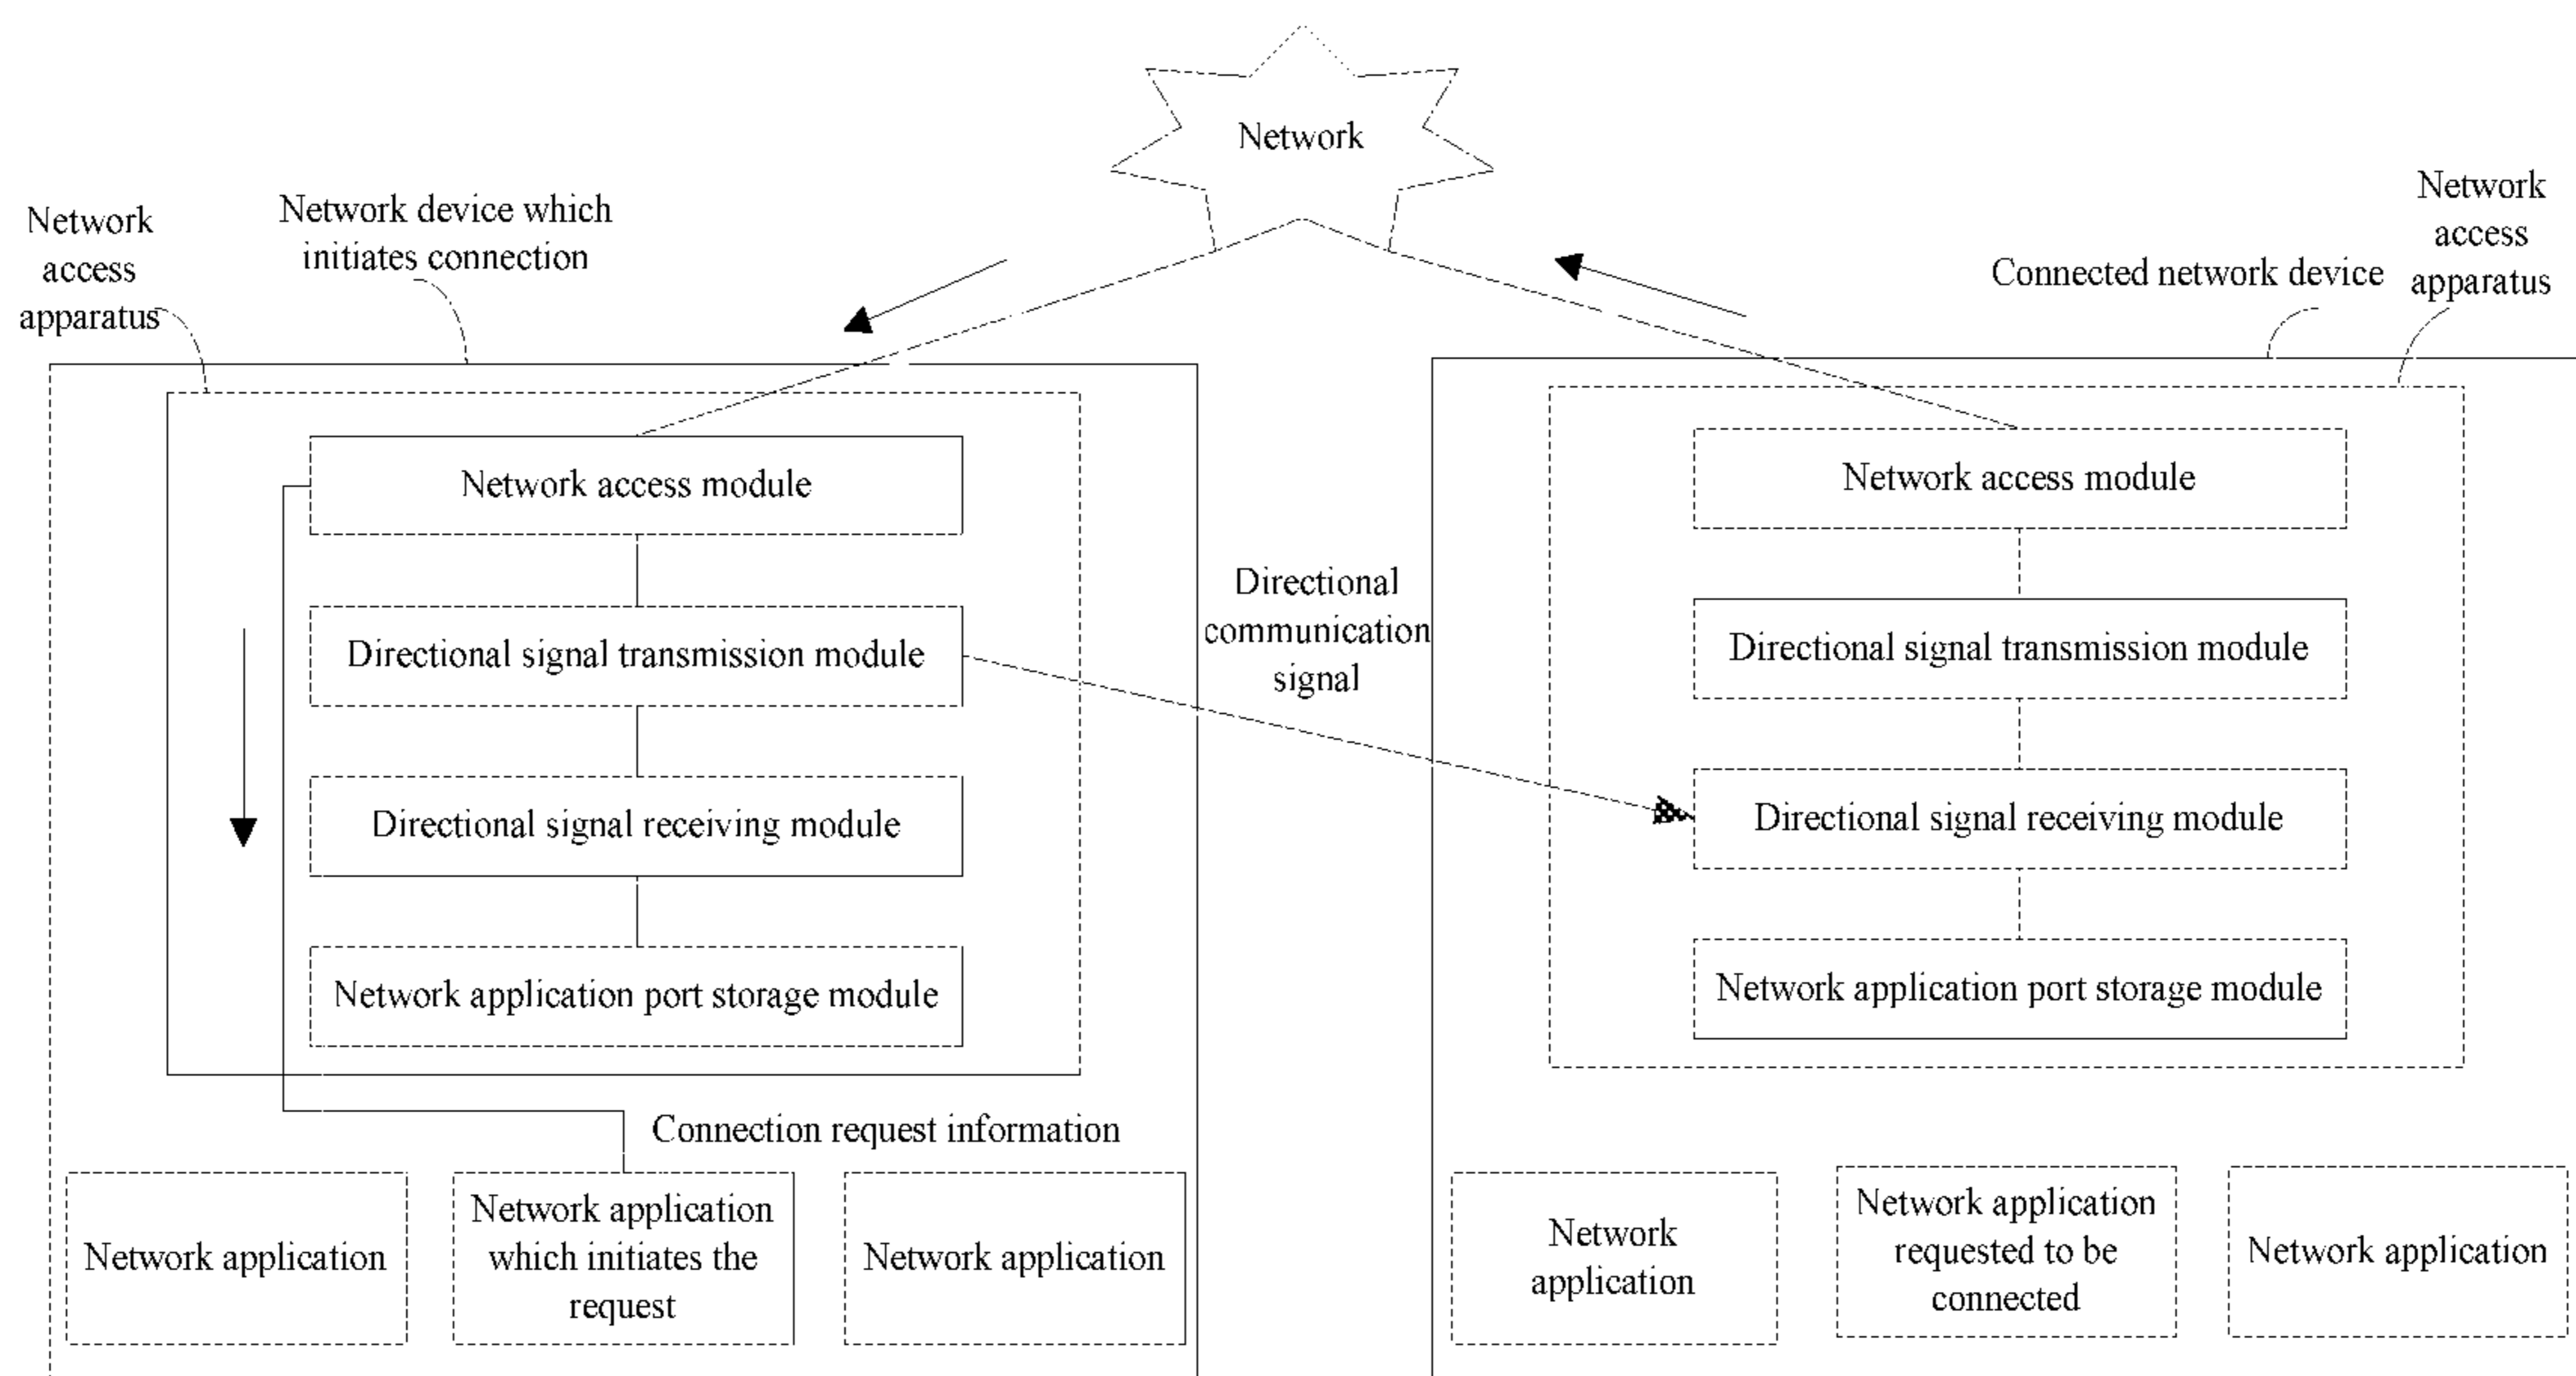 Network
Network
access
apparatus
Network device which
initiates connection
Connected network device
Network
access
apparatus
Network access module
Directional signal transmission module
Directional signal receiving module
Network application port storage module
Directional
communication
signal
Network access module
Directional signal transmission module
Directional signal receiving module
Network application port storage module
Connection request information
Network application
Network application
which initiates the
request
Network application
Network
application
Network application
requested to be
connected
Network application